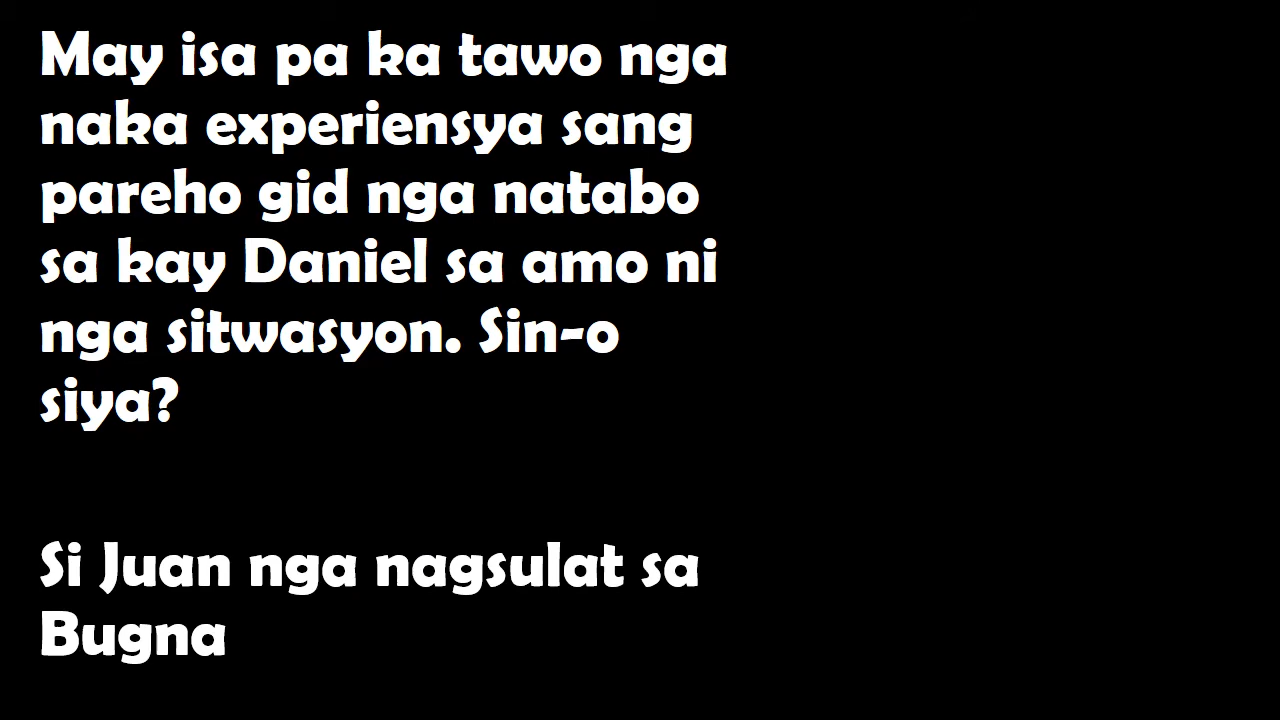 May isa pa ka tawo nga
naka experiensya sang
pareho gid nga natabo
sa kay Daniel sa amo ni
nga sitwasyon. Sin-o
siya?
Si Juan nga nagsulat sa
Bugna